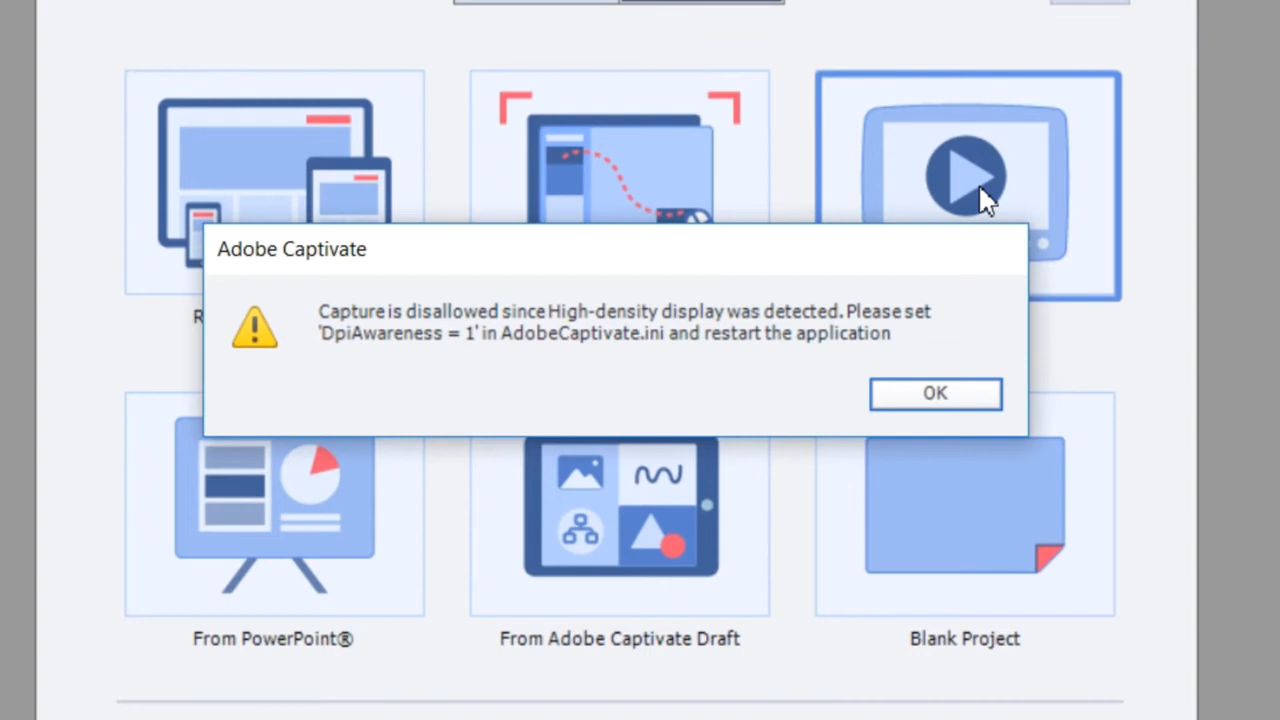 Adobe Captivate
Capture is disallowed since High-density display was detected. Please set
'DpiAwareness = 1' in AdobeCaptivate.ini and restart the application
OK
From PowerPoint®
From Adobe Captivate Draft
Blank Project